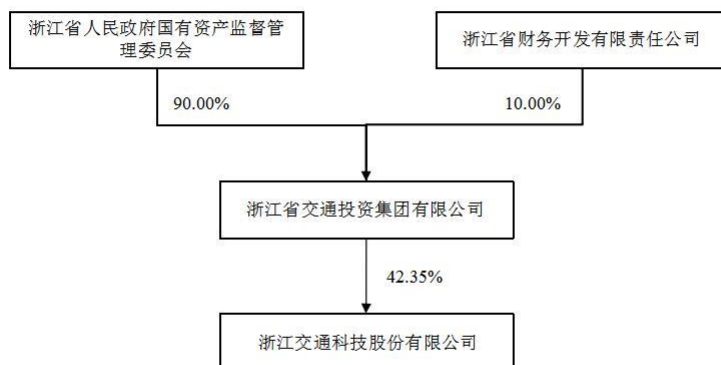 浙江省人民政府国有资产监督管
理委员会
浙江省财务开发有限责任公司
90.00%
10.00%
浙江省交通投资集团有限公司
42.35%
浙江交通科技股份有限公司